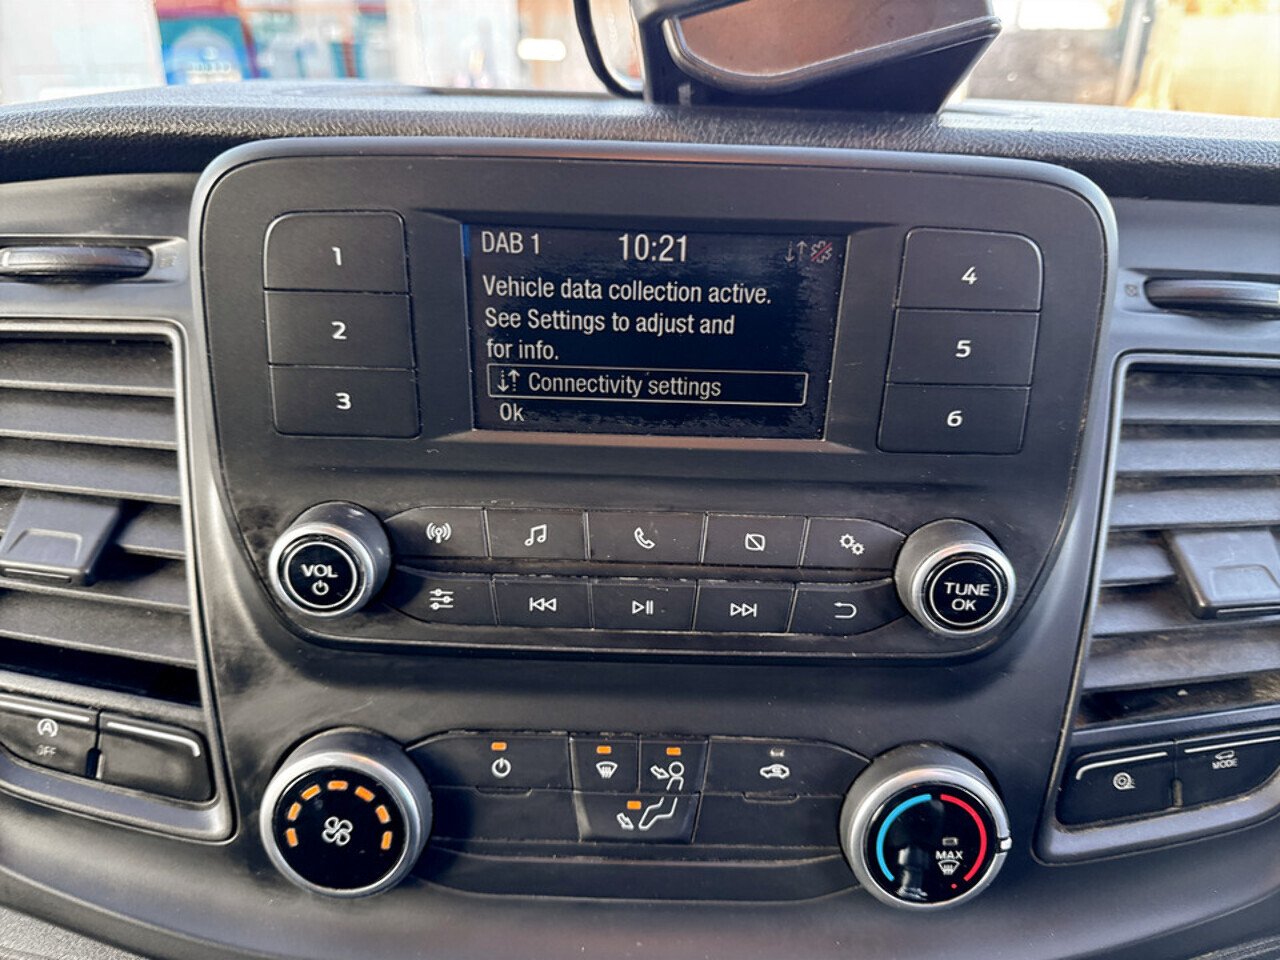 DAB 1 10:21
Vehicle data collection active.
See Settings to adjust and
for info.
Connectivity settings
Ok
1
2
3
4
5
6
VOL
TUNE
OK
A
OFF
MODE
MAX